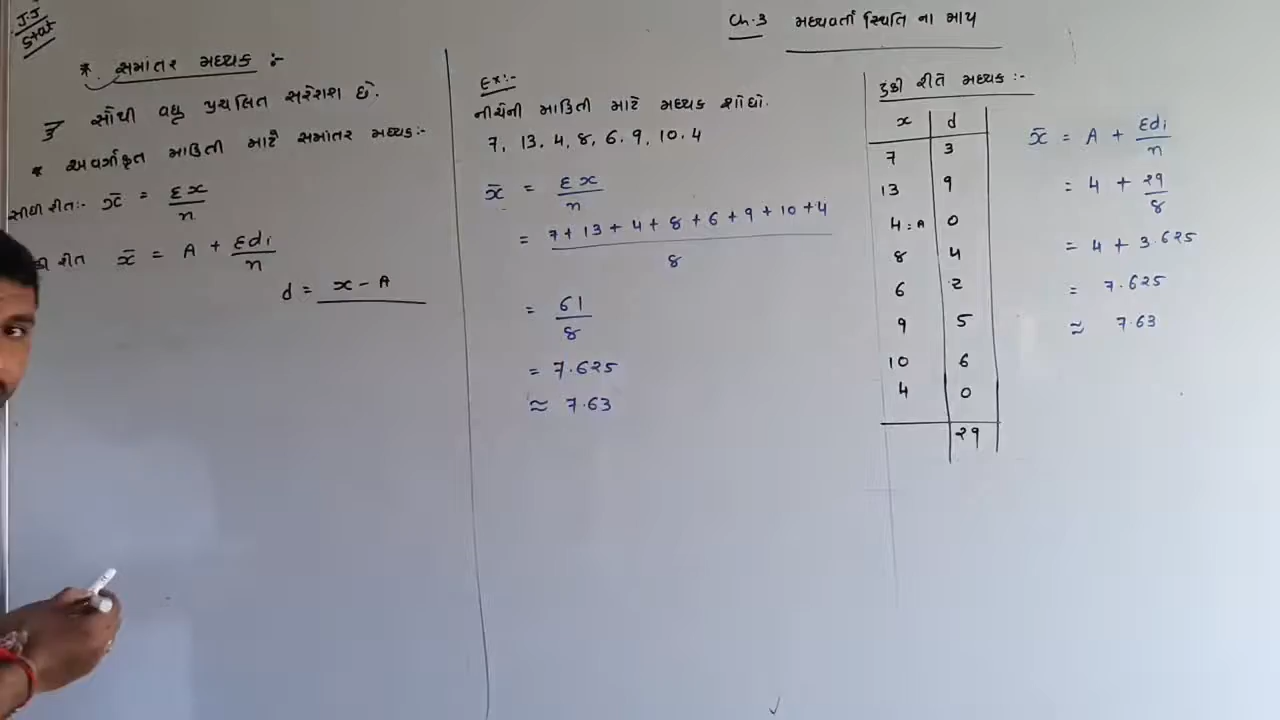 J.J
Stat
Ch.3 મધ્યવર્તી સ્થિતિ ના માપ
* સમાંતર મધ્યક :-
સૌથી વધુ પ્રચલિત સરેરાશ છે.
* અવર્ગીકૃત માહિતી માટે સમાંતર મધ્યક:-
સીધી રીત:- x̄ = Σx/n
રીત x̄ = A + Σdi/n
d = x - A
Ex:-
નીચેની માહિતી માટે મધ્યક શોધો.
7, 13, 4, 8, 6, 9, 10, 4
x̄ = Σx/n
= 7+13+4+8+6+9+10+4/8
= 61/8
= 7.625
≈ 7.63
ટુંકી રીતે મધ્યક :-
x d
7 3
13 9
4=A 0
8 4
6 2
9 5
10 6
4 0
29
x̄ = A + Σdi/n
= 4 + 29/8
= 4 + 3.625
= 7.625
≈ 7.63